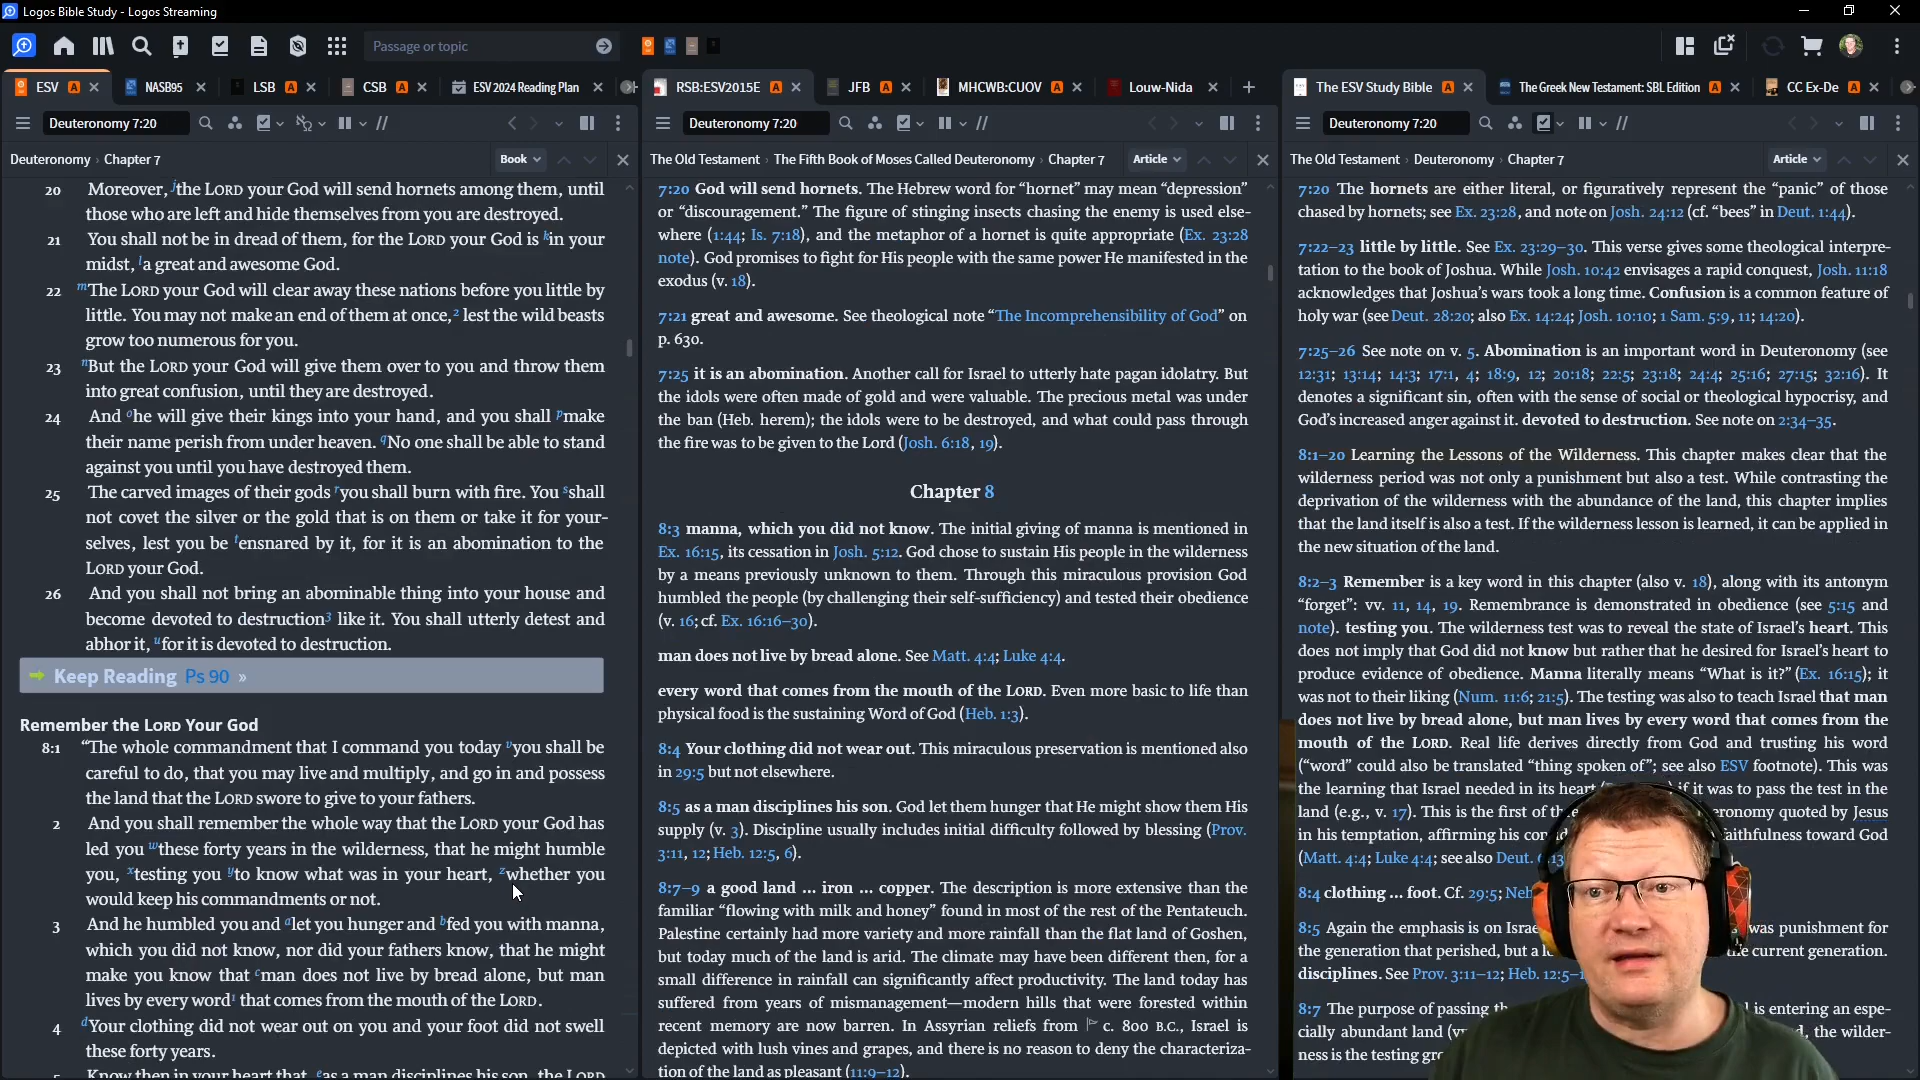 Logos Bible Study - Logos Streaming
Passage or topic
ESV A
NASB95
LSB A
CSB A
ESV 2024 Reading Plan
Deuteronomy 7:20
Deuteronomy › Chapter 7
Book
20 Moreover, jthe LORD your God will send hornets among them, until
those who are left and hide themselves from you are destroyed.
21 You shall not be in dread of them, for the LORD your God is kin your
midst, la great and awesome God.
22 mThe LORD your God will clear away these nations before you little by
little. You may not make an end of them at once,2 lest the wild beasts
grow too numerous for you.
23 nBut the LORD your God will give them over to you and throw them
into great confusion, until they are destroyed.
24 And ohe will give their kings into your hand, and you shall pmake
their name perish from under heaven. qNo one shall be able to stand
against you until you have destroyed them.
25 The carved images of their gods ryou shall burn with fire. You sshall
not covet the silver or the gold that is on them or take it for your-
selves, lest you be tensnared by it, for it is an abomination to the
LORD your God.
26 And you shall not bring an abominable thing into your house and
become devoted to destruction3 like it. You shall utterly detest and
abhor it, ufor it is devoted to destruction.
Keep Reading Ps 90 »
Remember the LORD Your God
8:1 “The whole commandment that I command you today vyou shall be
careful to do, that you may live and multiply, and go in and possess
the land that the LORD swore to give to your fathers.
2 And you shall remember the whole way that the LORD your God has
led you wthese forty years in the wilderness, that he might humble
you, xtesting you yto know what was in your heart, zwhether you
would keep his commandments or not.
3 And he humbled you and alet you hunger and bfed you with manna,
which you did not know, nor did your fathers know, that he might
make you know that cman does not live by bread alone, but man
lives by every word1 that comes from the mouth of the LORD.
4 dYour clothing did not wear out on you and your foot did not swell
these forty years.
Know then in your heart that, eas a man disciplines his son, the LORD
RSB:ESV2015E A
JFB A
MHCWB:CUOV A
Louw-Nida
Deuteronomy 7:20
The Old Testament › The Fifth Book of Moses Called Deuteronomy › Chapter 7
Article
7:20 God will send hornets. The Hebrew word for “hornet” may mean “depression”
or “discouragement.” The figure of stinging insects chasing the enemy is used else-
where (1:44; Is. 7:18), and the metaphor of a hornet is quite appropriate (Ex. 23:28
note). God promises to fight for His people with the same power He manifested in the
exodus (v. 18).
7:21 great and awesome. See theological note “The Incomprehensibility of God” on
p. 630.
7:25 it is an abomination. Another call for Israel to utterly hate pagan idolatry. But
the idols were often made of gold and were valuable. The precious metal was under
the ban (Heb. herem); the idols were to be destroyed, and what could pass through
the fire was to be given to the Lord (Josh. 6:18, 19).
Chapter 8
8:3 manna, which you did not know. The initial giving of manna is mentioned in
Ex. 16:15, its cessation in Josh. 5:12. God chose to sustain His people in the wilderness
by a means previously unknown to them. Through this miraculous provision God
humbled the people (by challenging their self-sufficiency) and tested their obedience
(v. 16; cf. Ex. 16:16–30).
man does not live by bread alone. See Matt. 4:4; Luke 4:4.
every word that comes from the mouth of the LORD. Even more basic to life than
physical food is the sustaining Word of God (Heb. 1:3).
8:4 Your clothing did not wear out. This miraculous preservation is mentioned also
in 29:5 but not elsewhere.
8:5 as a man disciplines his son. God let them hunger that He might show them His
supply (v. 3). Discipline usually includes initial difficulty followed by blessing (Prov.
3:11, 12; Heb. 12:5, 6).
8:7–9 a good land ... iron ... copper. The description is more extensive than the
familiar “flowing with milk and honey” found in most of the rest of the Pentateuch.
Palestine certainly had more variety and more rainfall than the flat land of Goshen,
but today much of the land is arid. The climate may have been different then, for a
small difference in rainfall can significantly affect productivity. The land today has
suffered from years of mismanagement—modern hills that were forested within
recent memory are now barren. In Assyrian reliefs from c. 800 B.C., Israel is
depicted with lush vines and grapes, and there is no reason to deny the characteriza-
tion of the land as pleasant (11:9–12).
The ESV Study Bible A
The Greek New Testament: SBL Edition A
CC Ex-De A
Deuteronomy 7:20
The Old Testament › Deuteronomy › Chapter 7
Article
7:20 The hornets are either literal, or figuratively represent the “panic” of those
chased by hornets; see Ex. 23:28, and note on Josh. 24:12 (cf. “bees” in Deut. 1:44).
7:22–23 little by little. See Ex. 23:29–30. This verse gives some theological interpre-
tation to the book of Joshua. While Josh. 10:42 envisages a rapid conquest, Josh. 11:18
acknowledges that Joshua’s wars took a long time. Confusion is a common feature of
holy war (see Deut. 28:20; also Ex. 14:24; Josh. 10:10; 1 Sam. 5:9, 11; 14:20).
7:25–26 See note on v. 5. Abomination is an important word in Deuteronomy (see
12:31; 13:14; 14:3; 17:1, 4; 18:9, 12; 20:18; 22:5; 23:18; 24:4; 25:16; 27:15; 32:16). It
denotes a significant sin, often with the sense of social or theological hypocrisy, and
God’s increased anger against it. devoted to destruction. See note on 2:34–35.
8:1–20 Learning the Lessons of the Wilderness. This chapter makes clear that the
wilderness period was not only a punishment but also a test. While contrasting the
deprivation of the wilderness with the abundance of the land, this chapter implies
that the land itself is also a test. If the wilderness lesson is learned, it can be applied in
the new situation of the land.
8:2–3 Remember is a key word in this chapter (also v. 18), along with its antonym
“forget”: vv. 11, 14, 19. Remembrance is demonstrated in obedience (see 5:15 and
note). testing you. The wilderness test was to reveal the state of Israel’s heart. This
does not imply that God did not know but rather that he desired for Israel’s heart to
produce evidence of obedience. Manna literally means “What is it?” (Ex. 16:15); it
was not to their liking (Num. 11:6; 21:5). The testing was also to teach Israel that man
does not live by bread alone, but man lives by every word that comes from the
mouth of the LORD. Real life derives directly from God and trusting his word
(“word” could also be translated “thing spoken of”; see also ESV footnote). This was
the learning that Israel needed in its heart if it was to pass the test in the
land (e.g., v. 17). This is the first of quoted by Jesus
in his temptation, affirming his faithfulness toward God
(Matt. 4:4; Luke 4:4; see also Deut.
8:4 clothing ... foot. Cf. 29:5;
8:5 Again the emphasis is on was punishment for
the generation that perished, but a current generation.
disciplines. See Prov. 3:11–12; Heb.
8:7 The purpose of passing is entering an espe-
cially abundant land the wilder-
ness is the testing